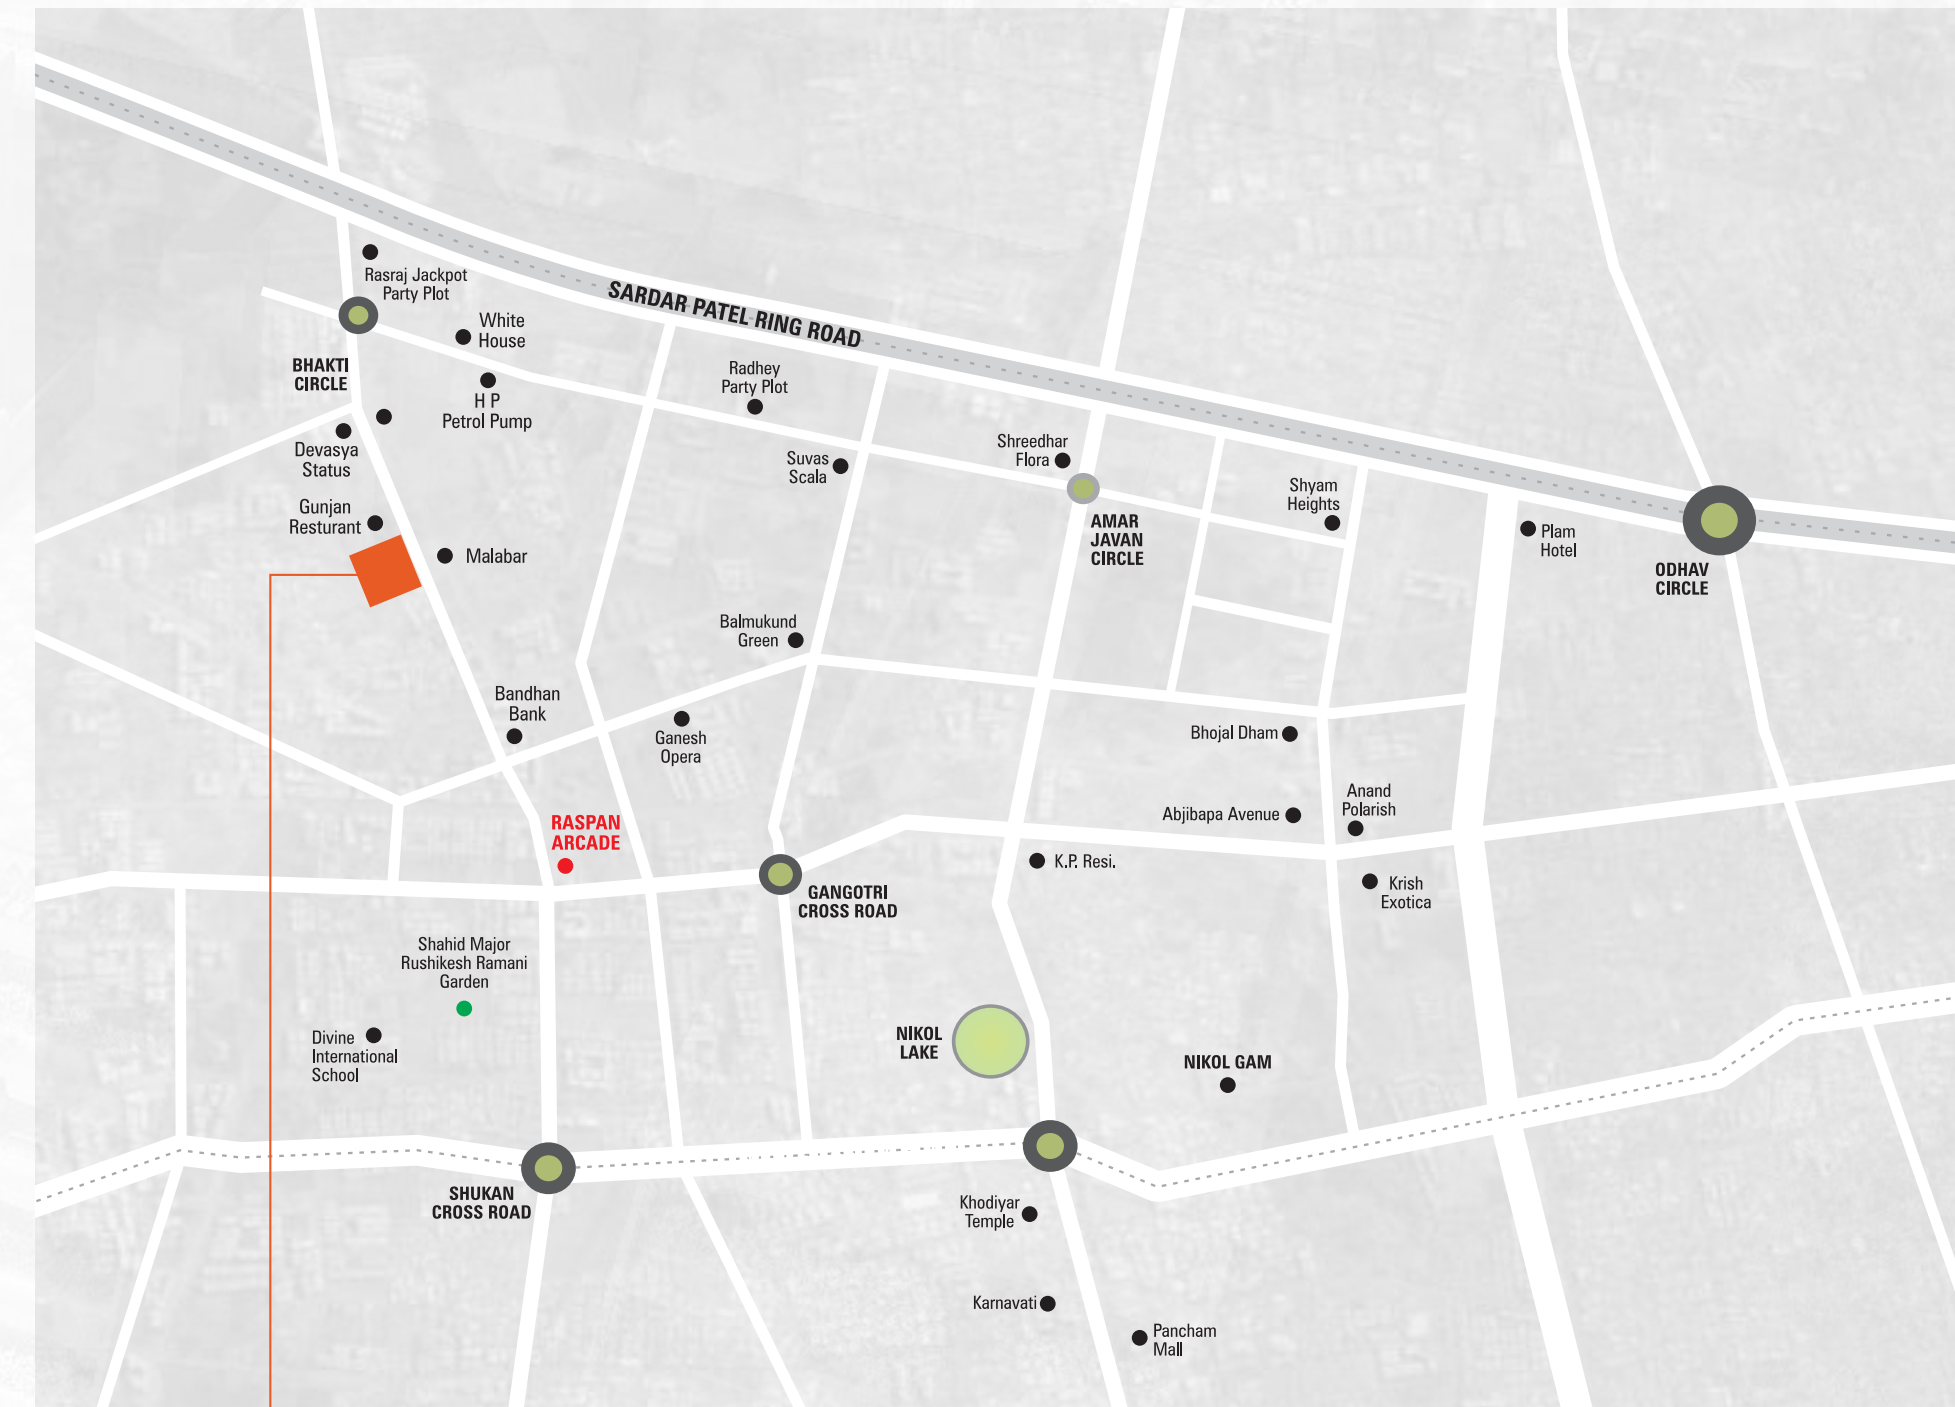 SARDAR PATEL RING ROAD
Rasraj Jackpot
Party Plot
White
House
BHAKTI
CIRCLE
H P
Petrol Pump
Radhey
Party Plot
Devasya
Status
Suvas
Scala
Shreedhar
Flora
Shyam
Heights
Gunjan
Resturant
AMAR
JAVAN
CIRCLE
Plam
Hotel
Malabar
ODHAV
CIRCLE
Balmukund
Green
Bandhan
Bank
Ganesh
Opera
Bhojal Dham
Anand
Polarish
Abjibapa Avenue
RASPAN
ARCADE
K.P. Resi.
GANGOTRI
CROSS ROAD
Krish
Exotica
Shahid Major
Rushikesh Ramani
Garden
Divine
International
School
NIKOL
LAKE
NIKOL GAM
SHUKAN
CROSS ROAD
Khodiyar
Temple
Karnavati
Pancham
Mall